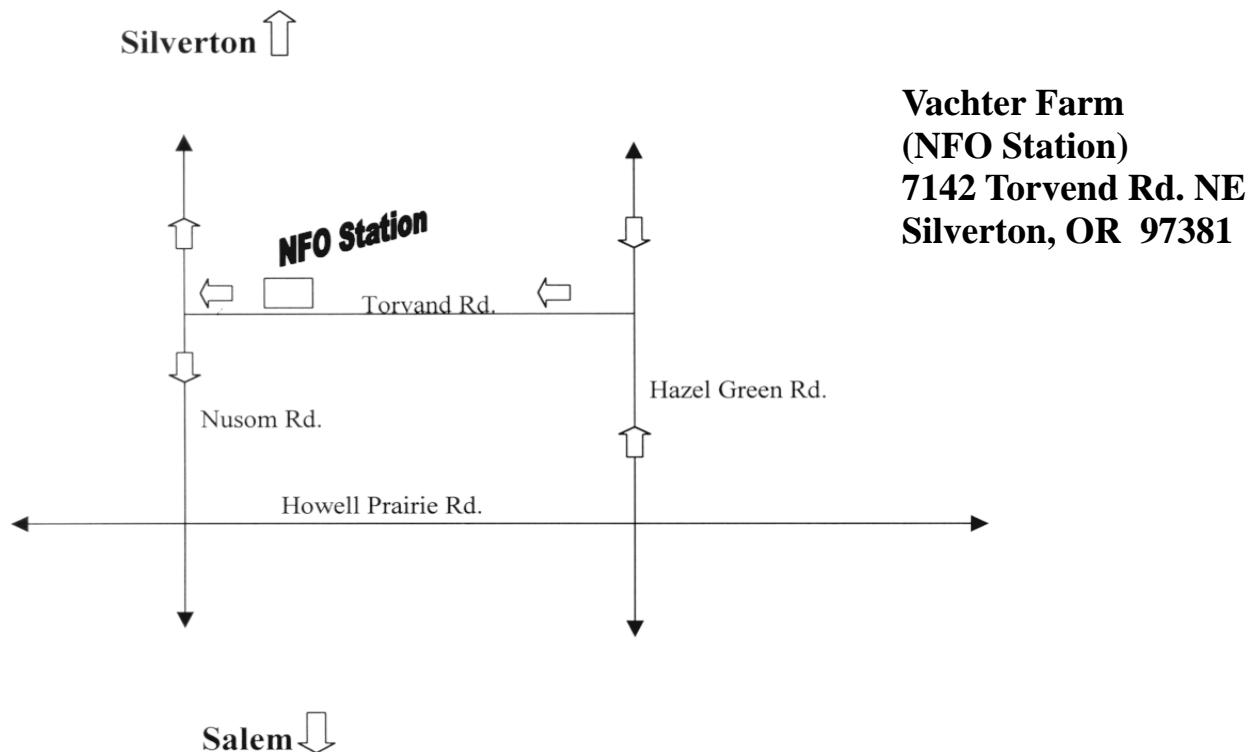 Silverton
Vachter Farm
(NFO Station)
7142 Torvend Rd. NE
Silverton, OR 97381
NFO Station
Torvand Rd.
Hazel Green Rd.
Nusom Rd.
Howell Prairie Rd.
Salem